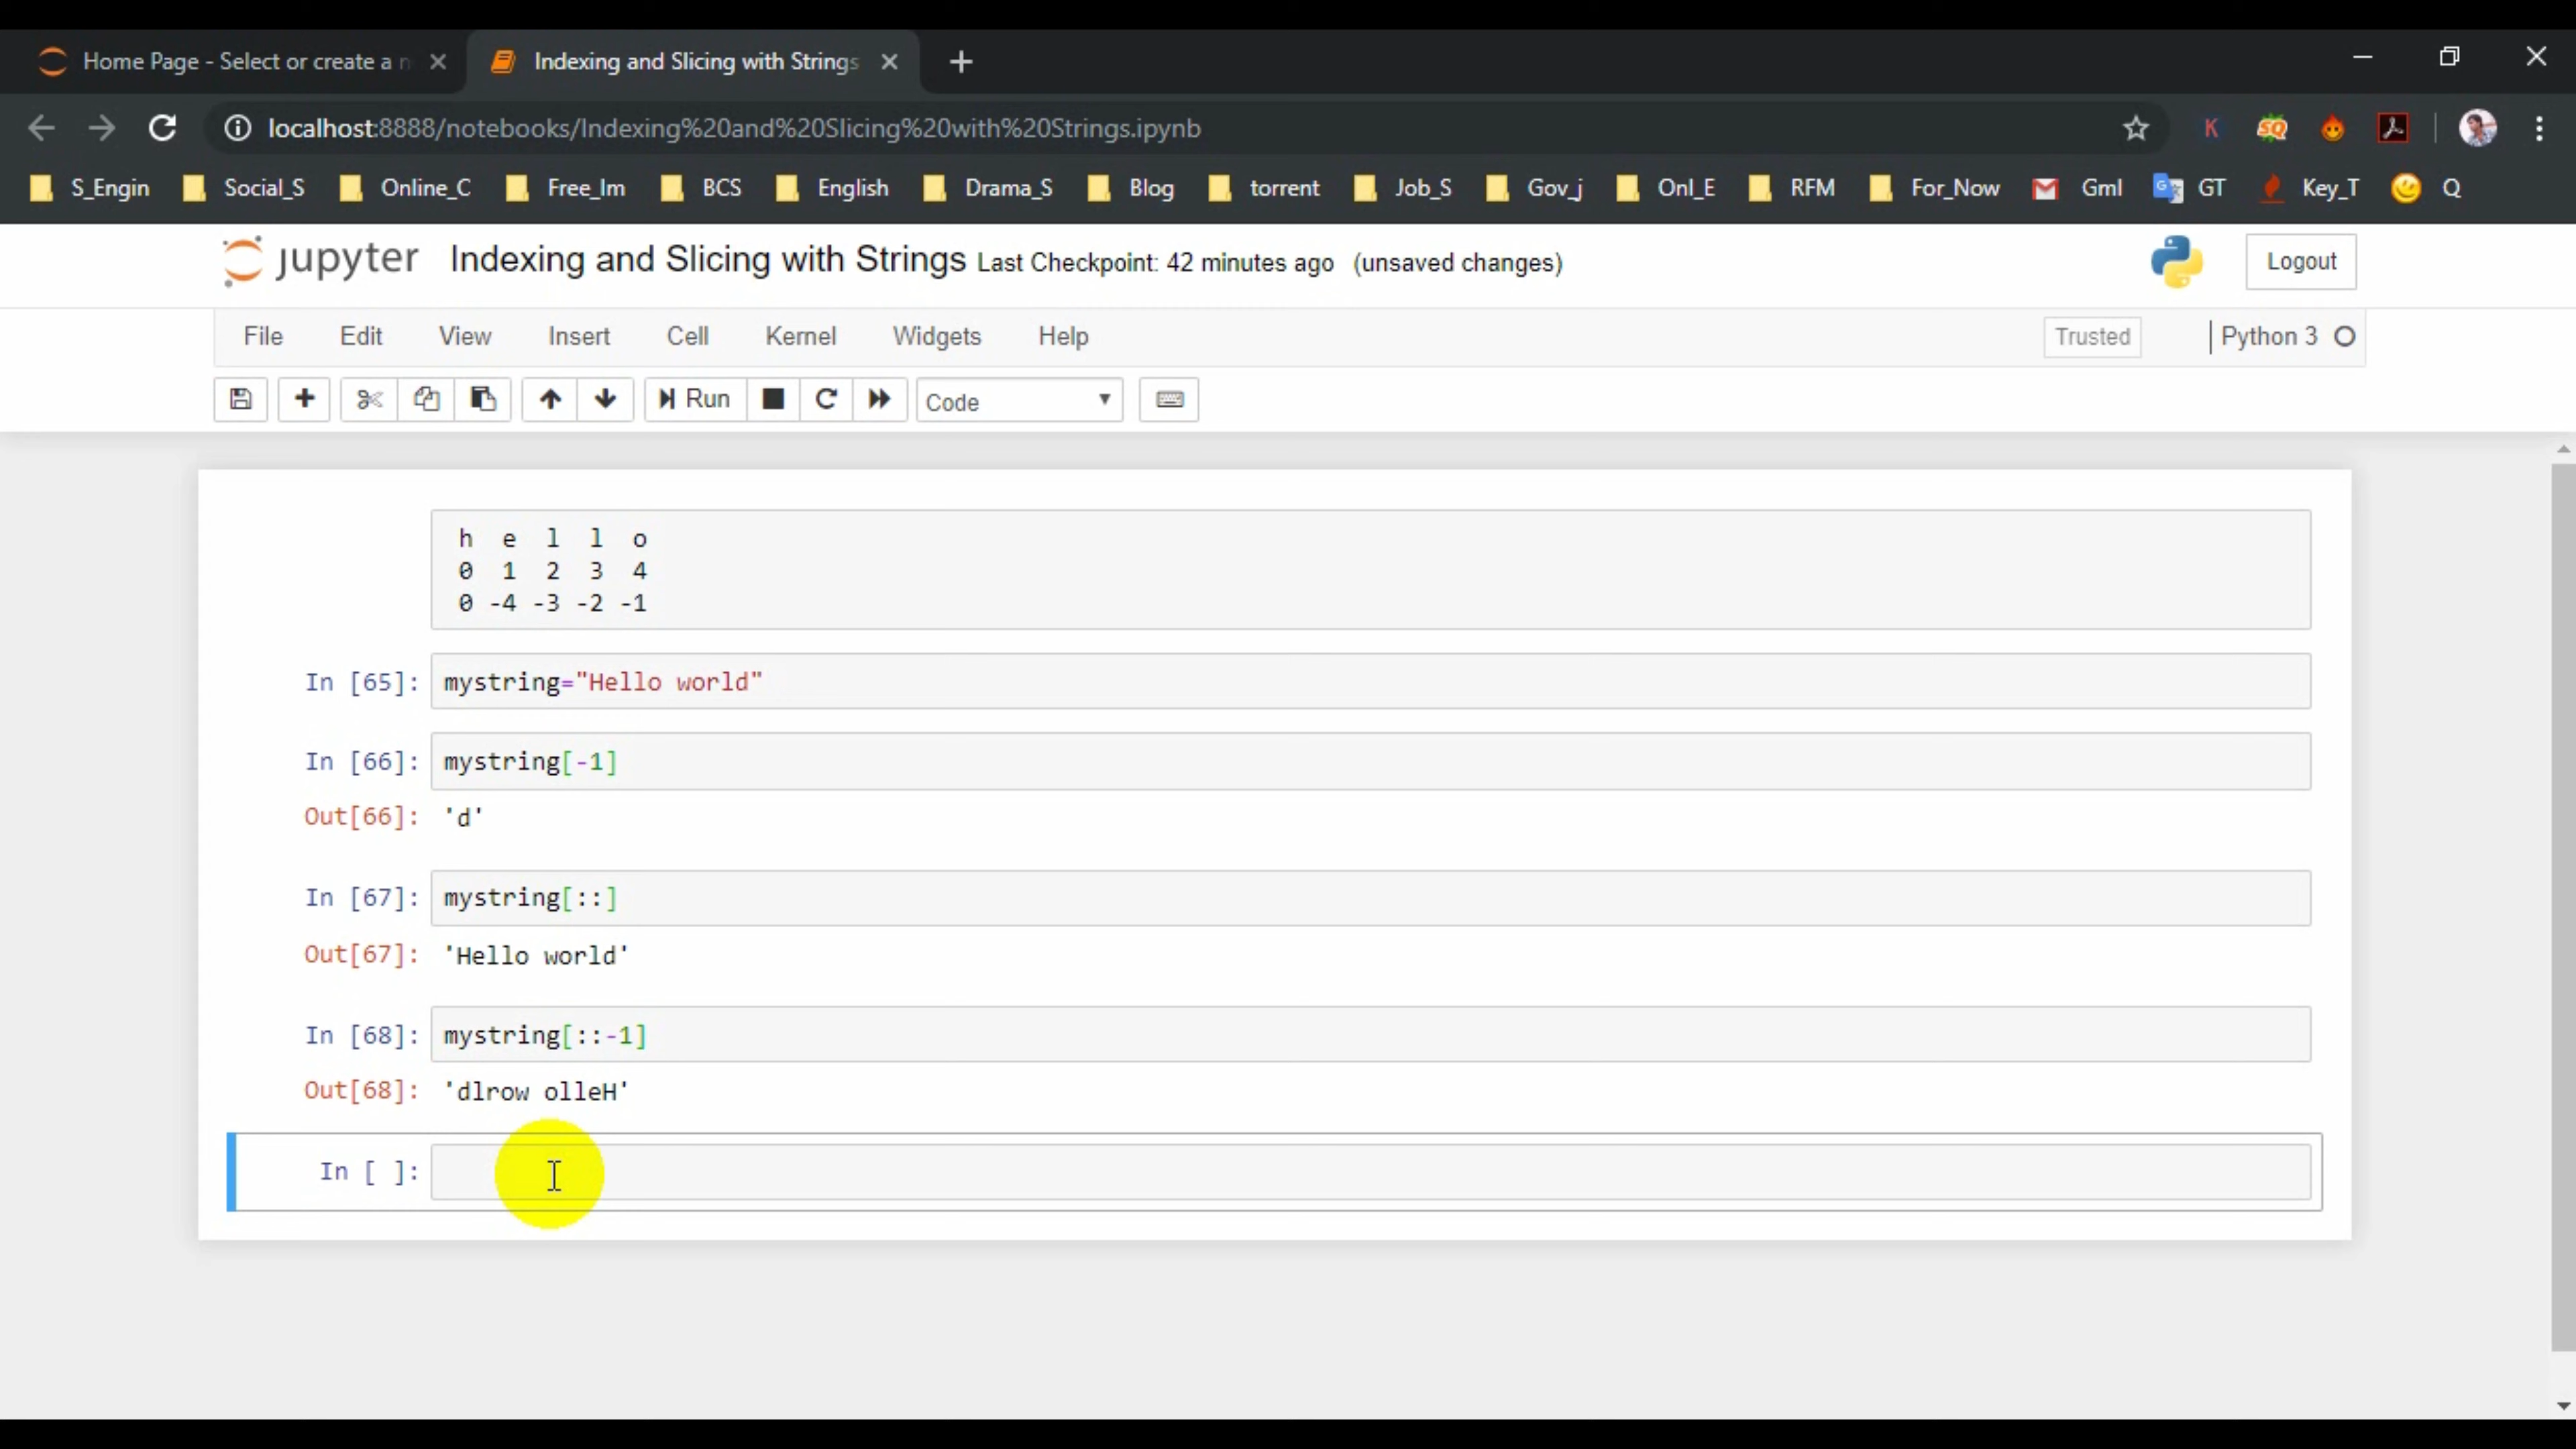 Home Page - Select or create a n
Indexing and Slicing with Strings
localhost:8888/notebooks/Indexing%20and%20Slicing%20with%20Strings.ipynb
S_Engin Social_S Online_C Free_Im BCS English Drama_S Blog torrent Job_S Gov_j Onl_E RFM For_Now Gml GT Key_T Q
jupyter Indexing and Slicing with Strings Last Checkpoint: 42 minutes ago (unsaved changes) Logout
File Edit View Insert Cell Kernel Widgets Help Trusted Python 3
Run Code
h e l l o
0 1 2 3 4
0 -4 -3 -2 -1
In [65]: mystring="Hello world"
In [66]: mystring[-1]
Out[66]: 'd'
In [67]: mystring[::]
Out[67]: 'Hello world'
In [68]: mystring[::-1]
Out[68]: 'dlrow olleH'
In [ ]: